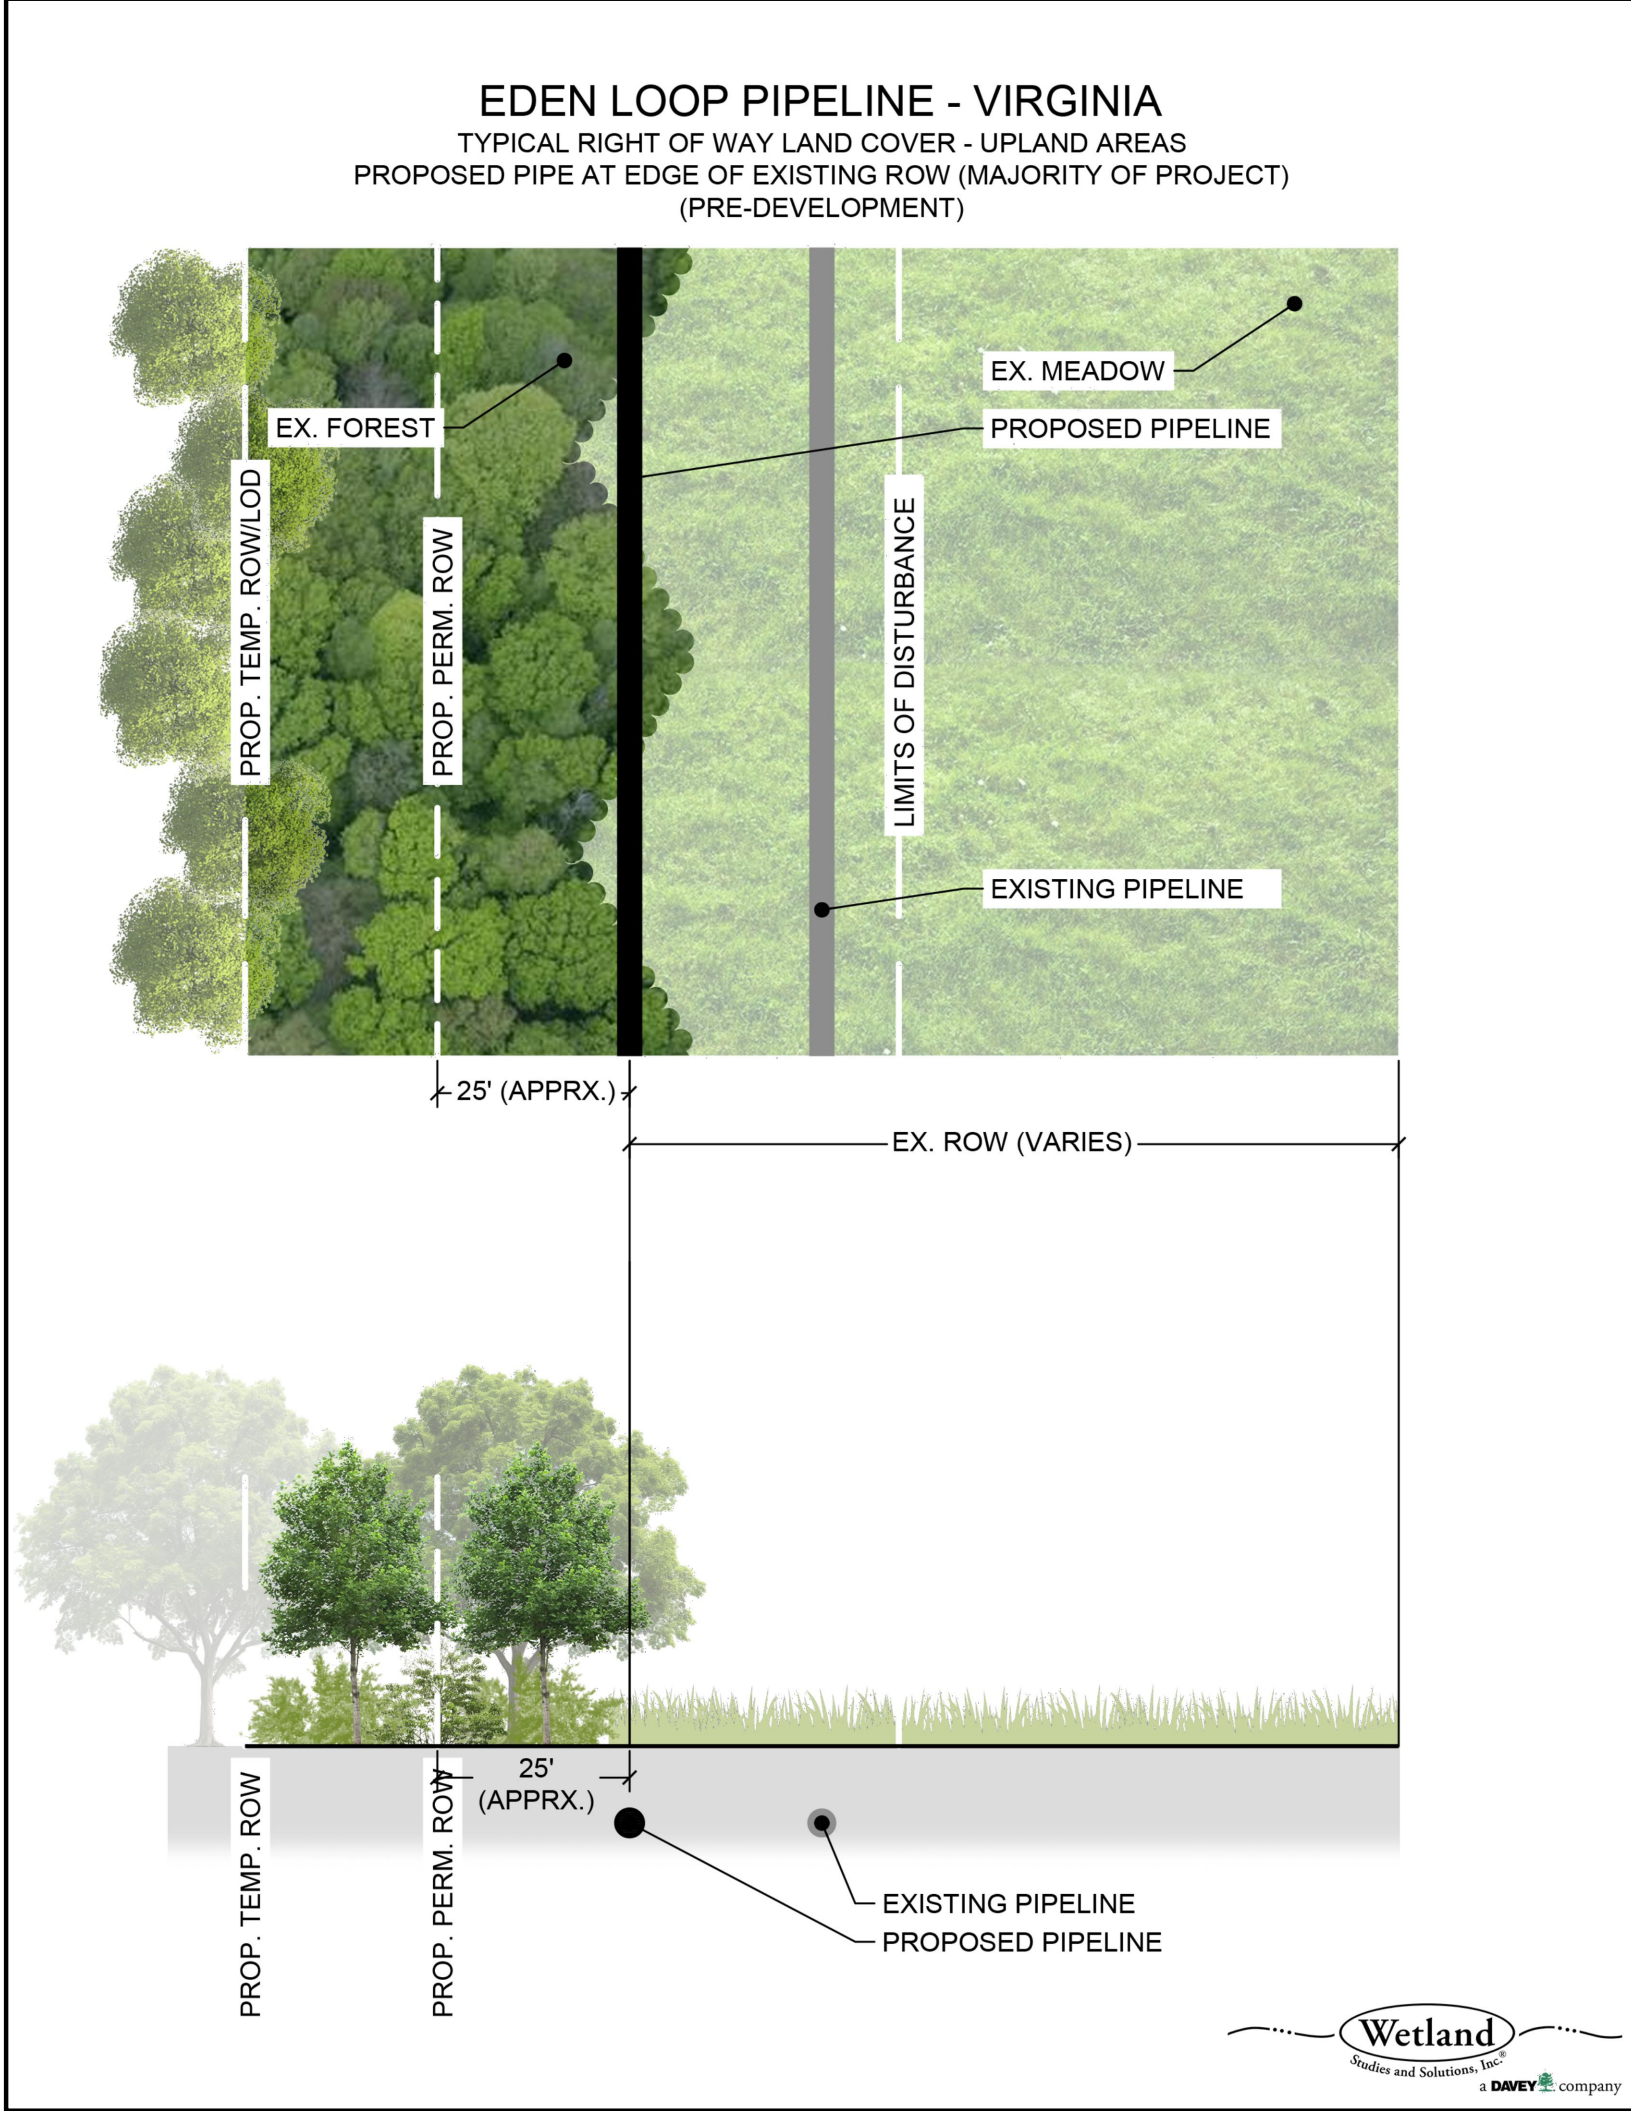 EDEN LOOP PIPELINE - VIRGINIA
TYPICAL RIGHT OF WAY LAND COVER - UPLAND AREAS
PROPOSED PIPE AT EDGE OF EXISTING ROW (MAJORITY OF PROJECT)
(PRE-DEVELOPMENT)
EX. MEADOW
EX. FOREST
PROPOSED PIPELINE
PROP. TEMP. ROW/LOD
PROP. PERM. ROW
LIMITS OF DISTURBANCE
EXISTING PIPELINE
25' (APPRX.)
EX. ROW (VARIES)
25'
(APPRX.)
PROP. TEMP. ROW
PROP. PERM. ROW
EXISTING PIPELINE
PROPOSED PIPELINE
Wetland
Studies and Solutions, Inc.®
a DAVEY company